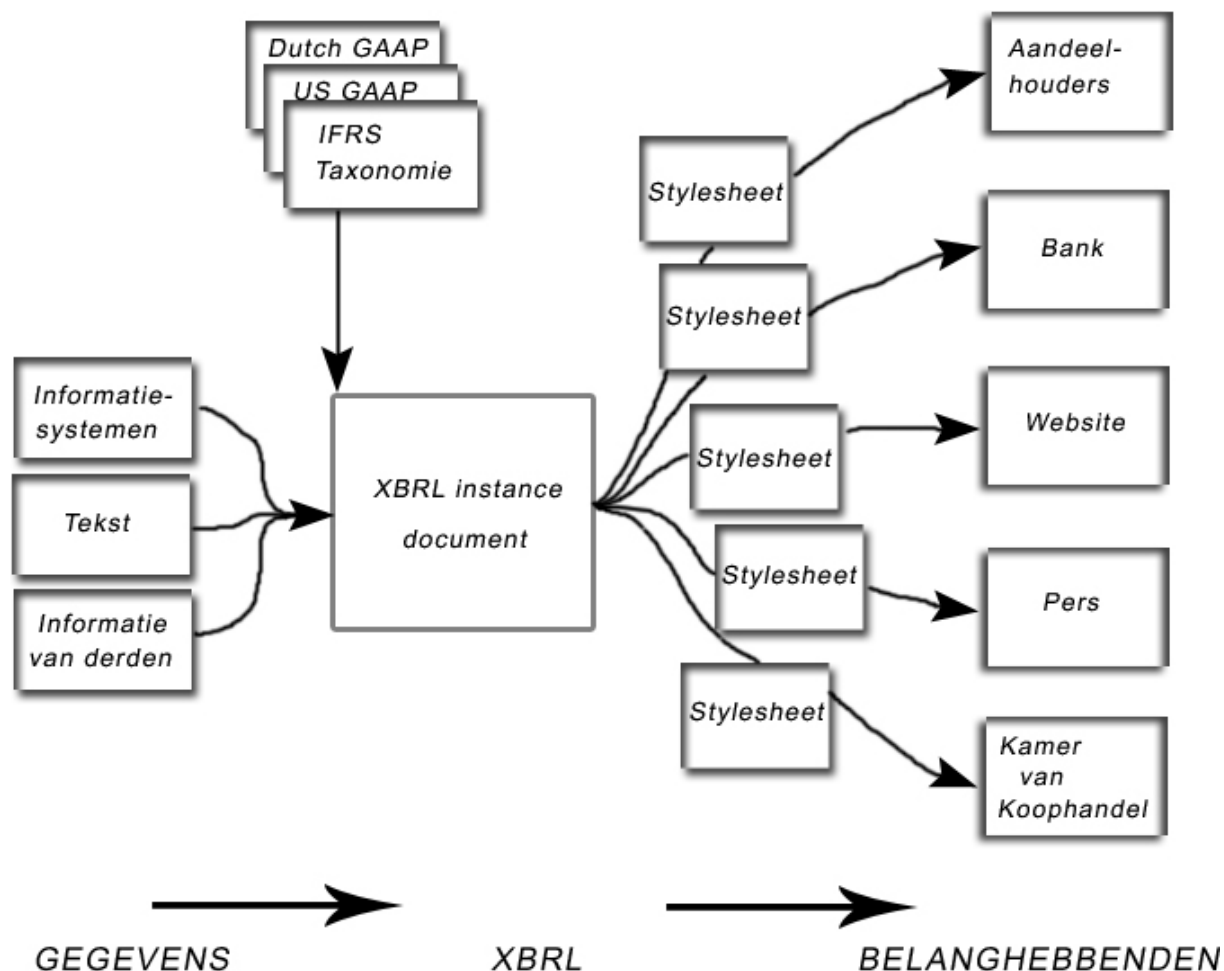 Dutch GAAP
US GAAP
IFRS
Taxonomie
Informatie-
systemen
Tekst
Informatie
van derden
XBRL instance
document
Stylesheet
Stylesheet
Stylesheet
Stylesheet
Stylesheet
Aandeel-
houders
Bank
Website
Pers
Kamer
van
Koophandel
GEGEVENS
XBRL
BELANGHEBBENDEN